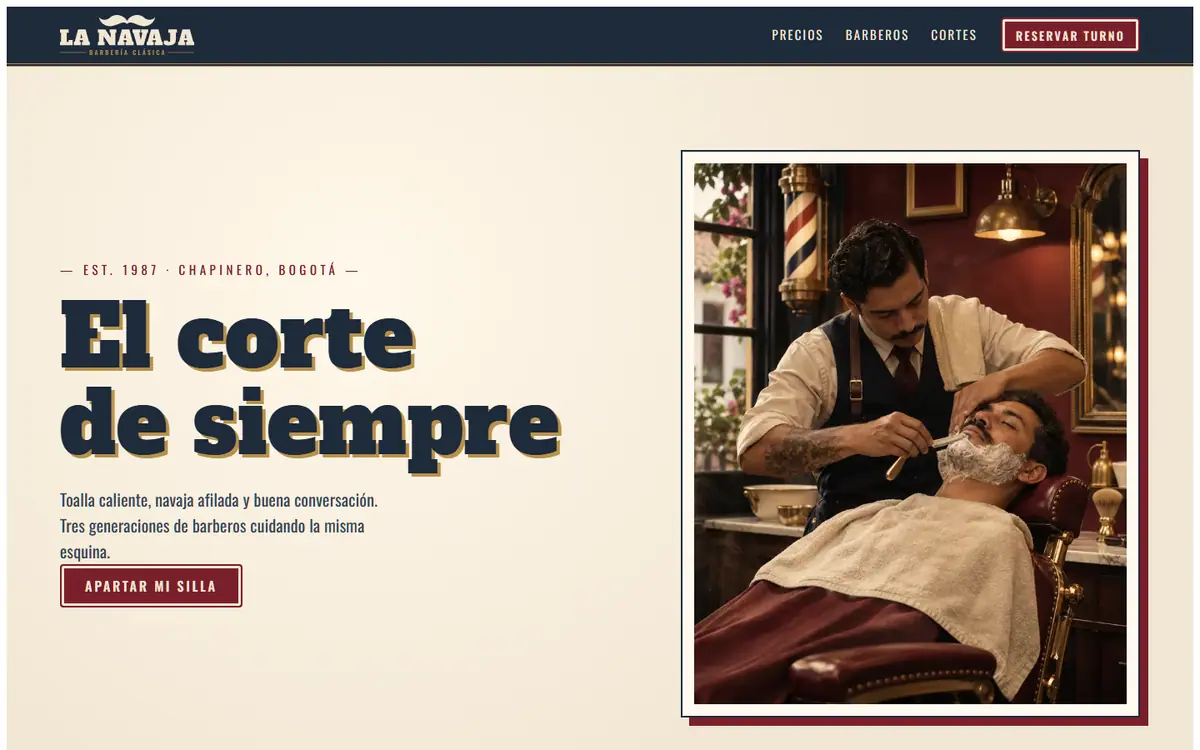 LA NAVAJA
BARBERÍA CLÁSICA
PRECIOS
BARBEROS
CORTES
RESERVAR TURNO
— EST. 1987 · CHAPINERO, BOGOTÁ —
El corte
de siempre
Toalla caliente, navaja afilada y buena conversación.
Tres generaciones de barberos cuidando la misma
esquina.
APARTAR MI SILLA